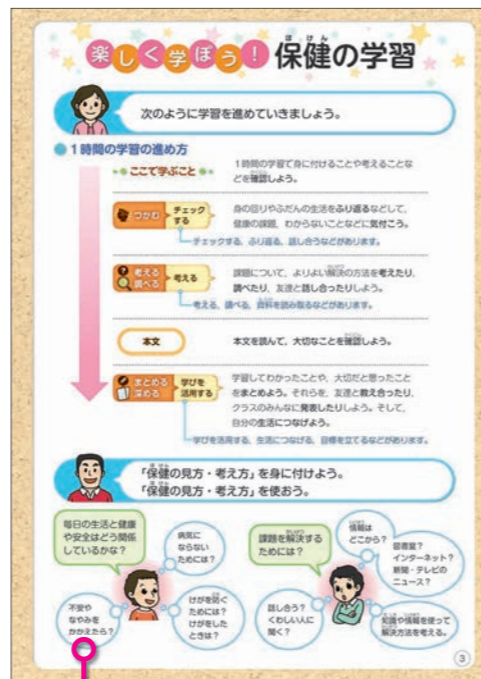 楽しく学ぼう！保健の学習
ほけん
次のように学習を進めていきましょう。
1時間の学習の進め方
ここで学ぶこと
1時間の学習で身に付けることや考えることな
どを確認しよう。
つかむ
チェック
する
身の回りやふだんの生活をふり返るなどして、
健康の課題、わからないことなどに気付こう。
チェックする、ふり返る、話し合うなどがあります。
考える
調べる
考える
課題について、よりよい解決の方法を考えたり、
調べたり、友達と話し合ったりしよう。
考える、調べる、資料を読み取るなどがあります。
本文
本文を読んで、大切なことを確認しよう。
まとめる
深める
学びを
活用する
学習してわかったことや、大切だと思ったこと
をまとめよう。それらを、友達と教え合ったり、
クラスのみんなに発表したりしよう。そして、
自分の生活につなげよう。
学びを活用する、生活につなげる、目標を立てるなどがあります。
「保健の見方・考え方」を身に付けよう。
「保健の見方・考え方」を使おう。
毎日の生活と健康
や安全はどう関係
しているかな？
病気に
ならない
ためには？
不安や
なやみを
かかえたら？
けがを防ぐ
ためには？
けがをした
ときは？
課題を解決する
ためには？
情報は
どこから？
図書室？
インターネット？
新聞・テレビの
ニュース？
話し合う？
くわしい人に
聞く？
知識や情報を使って
解決方法を考える。
3